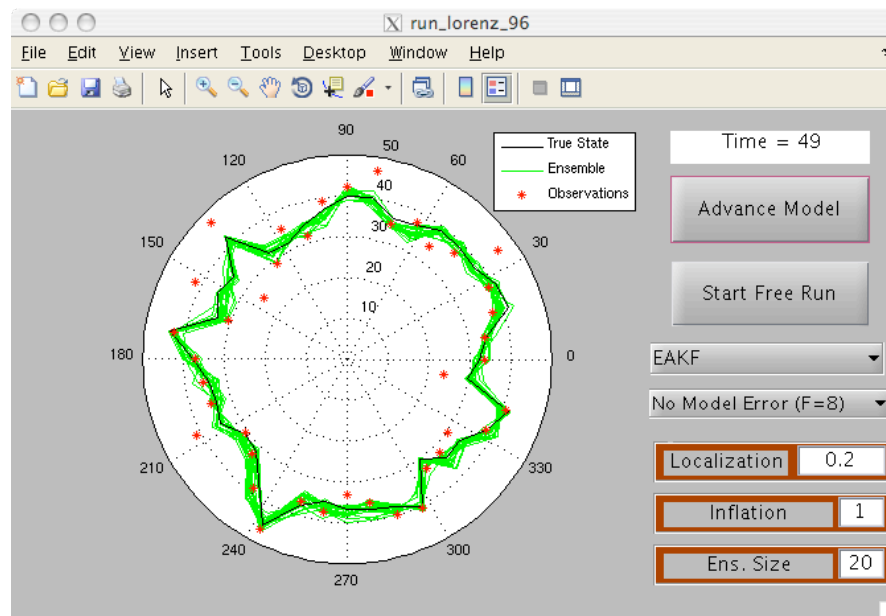 run_lorenz_96
File Edit View Insert Tools Desktop Window Help
90
120
50
60
40
150
30
30
20
10
180
0
210
330
240
300
270
True State
Ensemble
Observations
Time = 49
Advance Model
Start Free Run
EAKF
No Model Error (F=8)
Localization 0.2
Inflation 1
Ens. Size 20